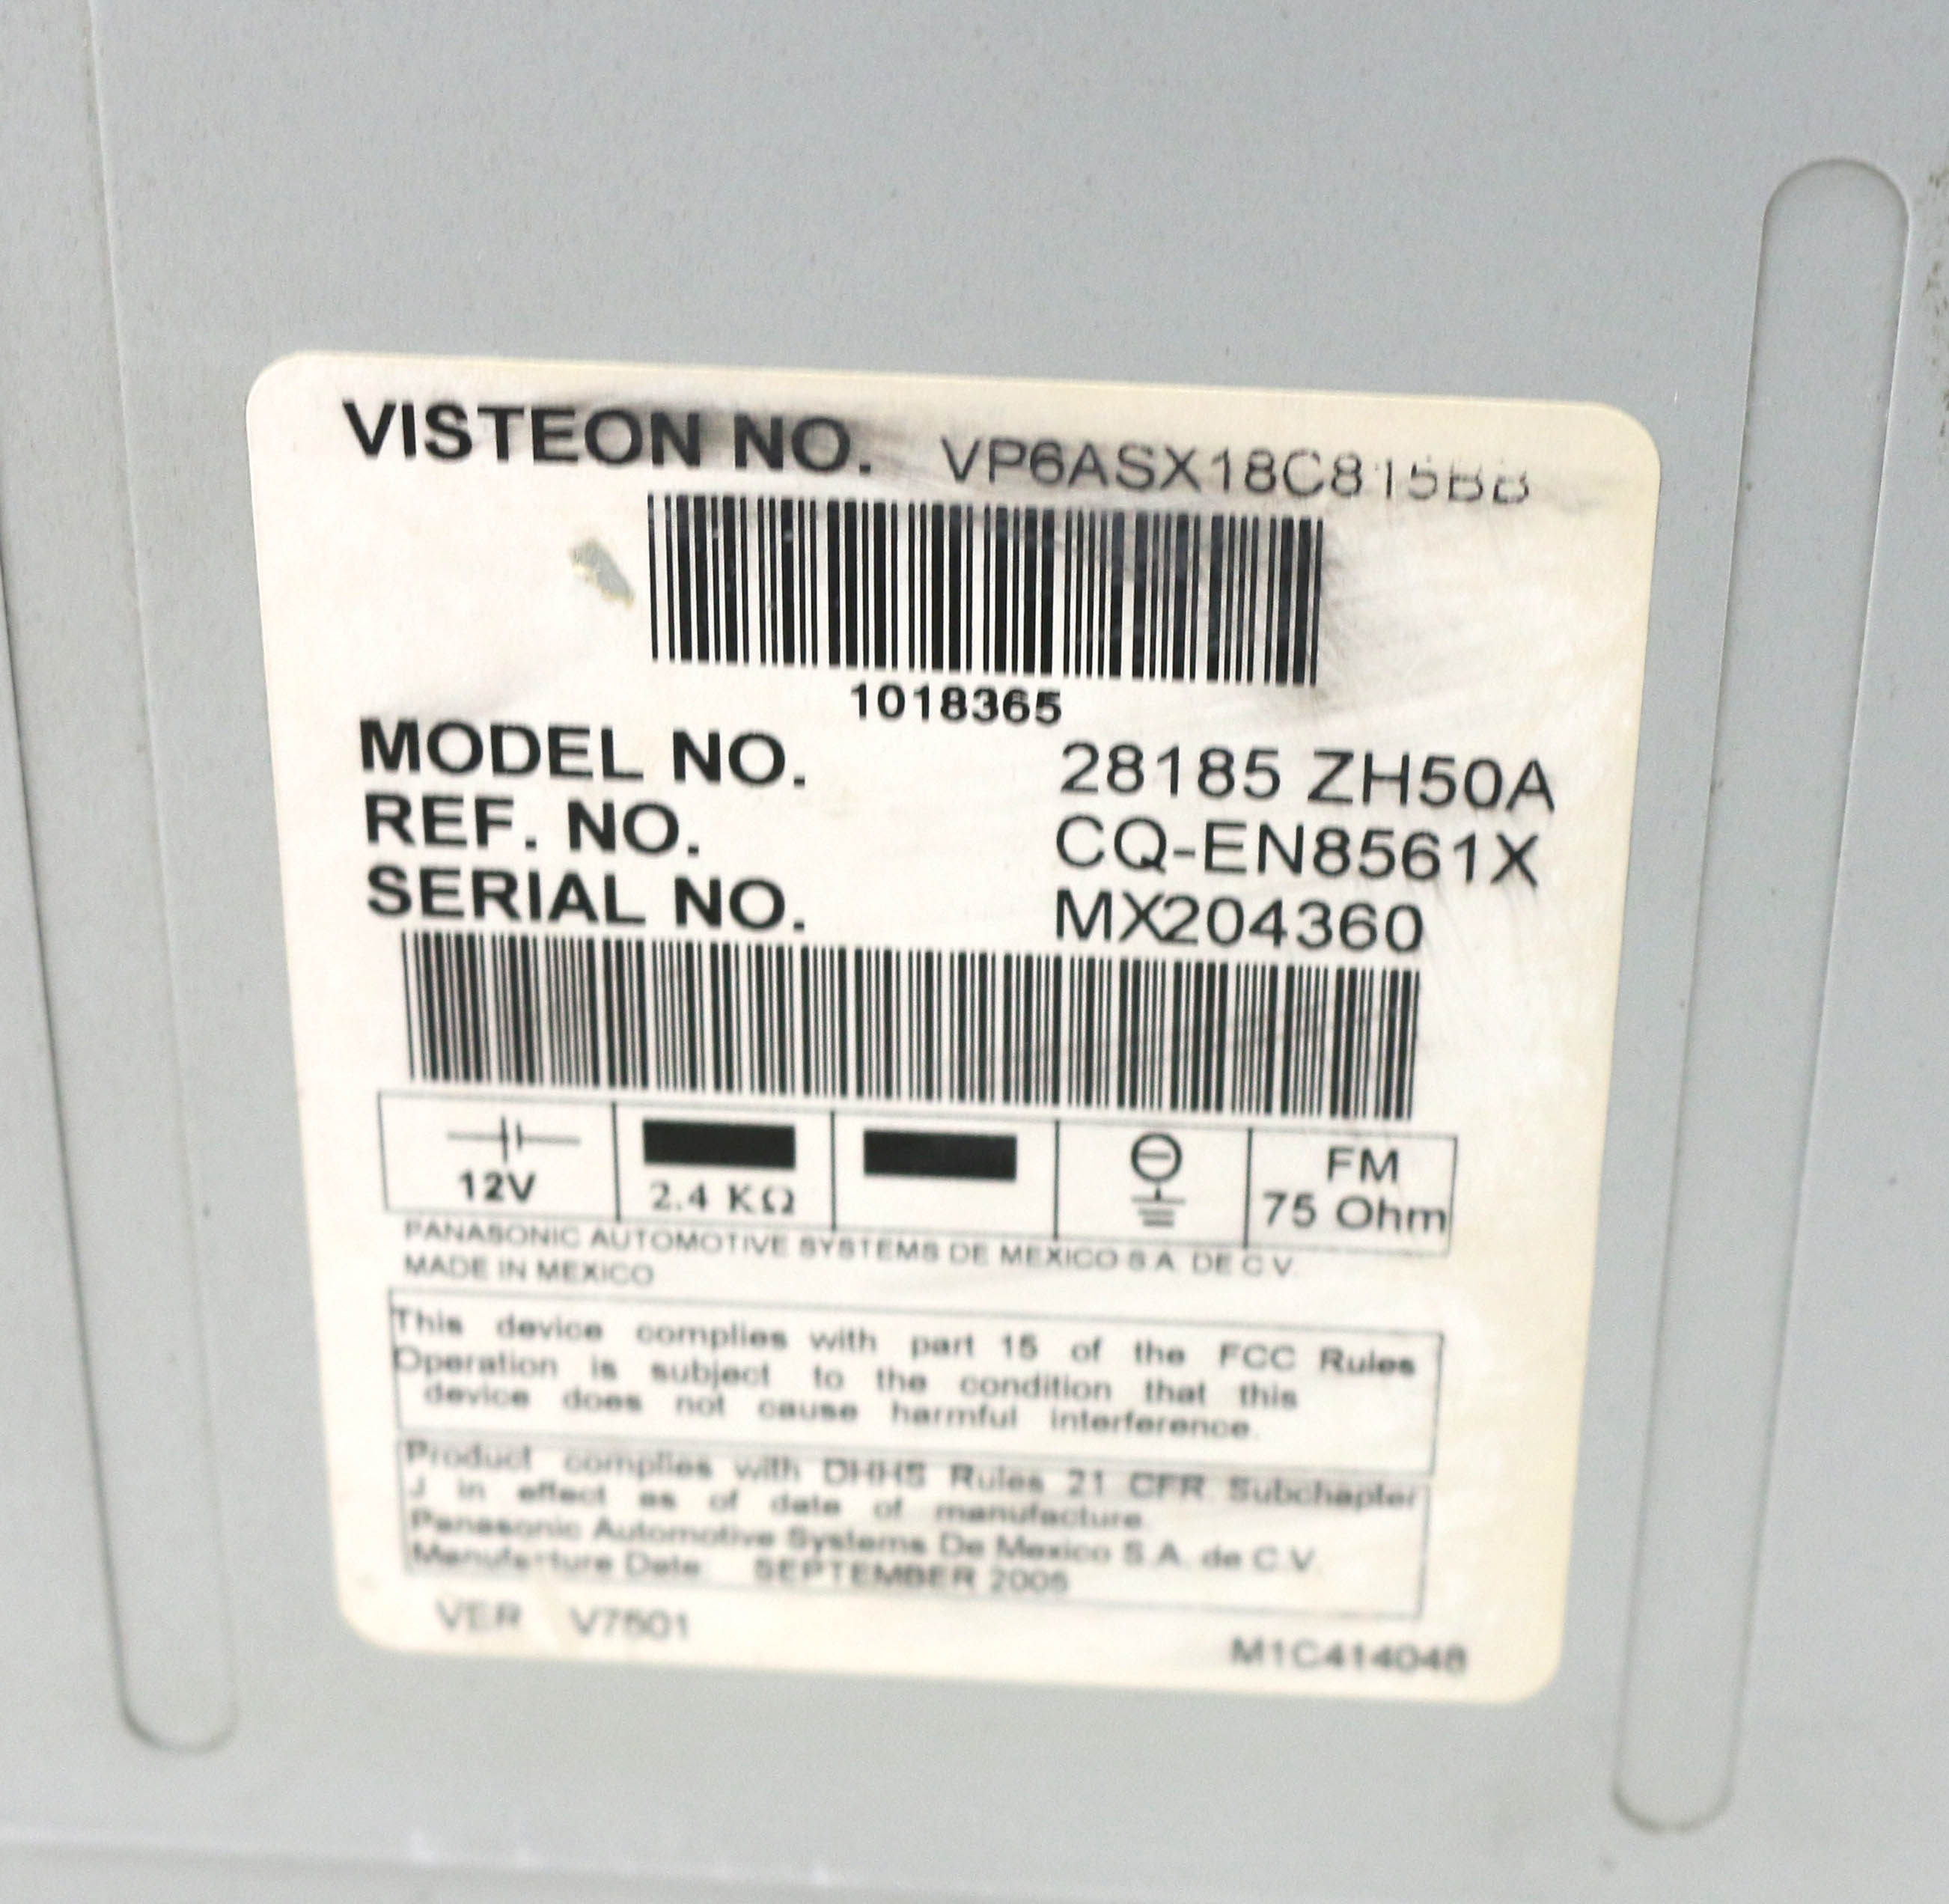 VISTEON NO. VP6ASX18C815BB
1018365
MODEL NO. 28185 ZH50A
REF. NO. CQ-EN8561X
SERIAL NO. MX204360
12V 2.4 KΩ FM 75 Ohm
PANASONIC AUTOMOTIVE SYSTEMS DE MEXICO S.A. DE C.V.
MADE IN MEXICO
This device complies with part 15 of the FCC Rules
Operation is subject to the condition that this
device does not cause harmful interference.
Product complies with DHHS Rules 21 CFR Subchapter
J in effect as of date of manufacture.
Panasonic Automotive Systems De Mexico S.A. de C.V.
Manufacture Date: SEPTEMBER
VER V7501
M1C414048